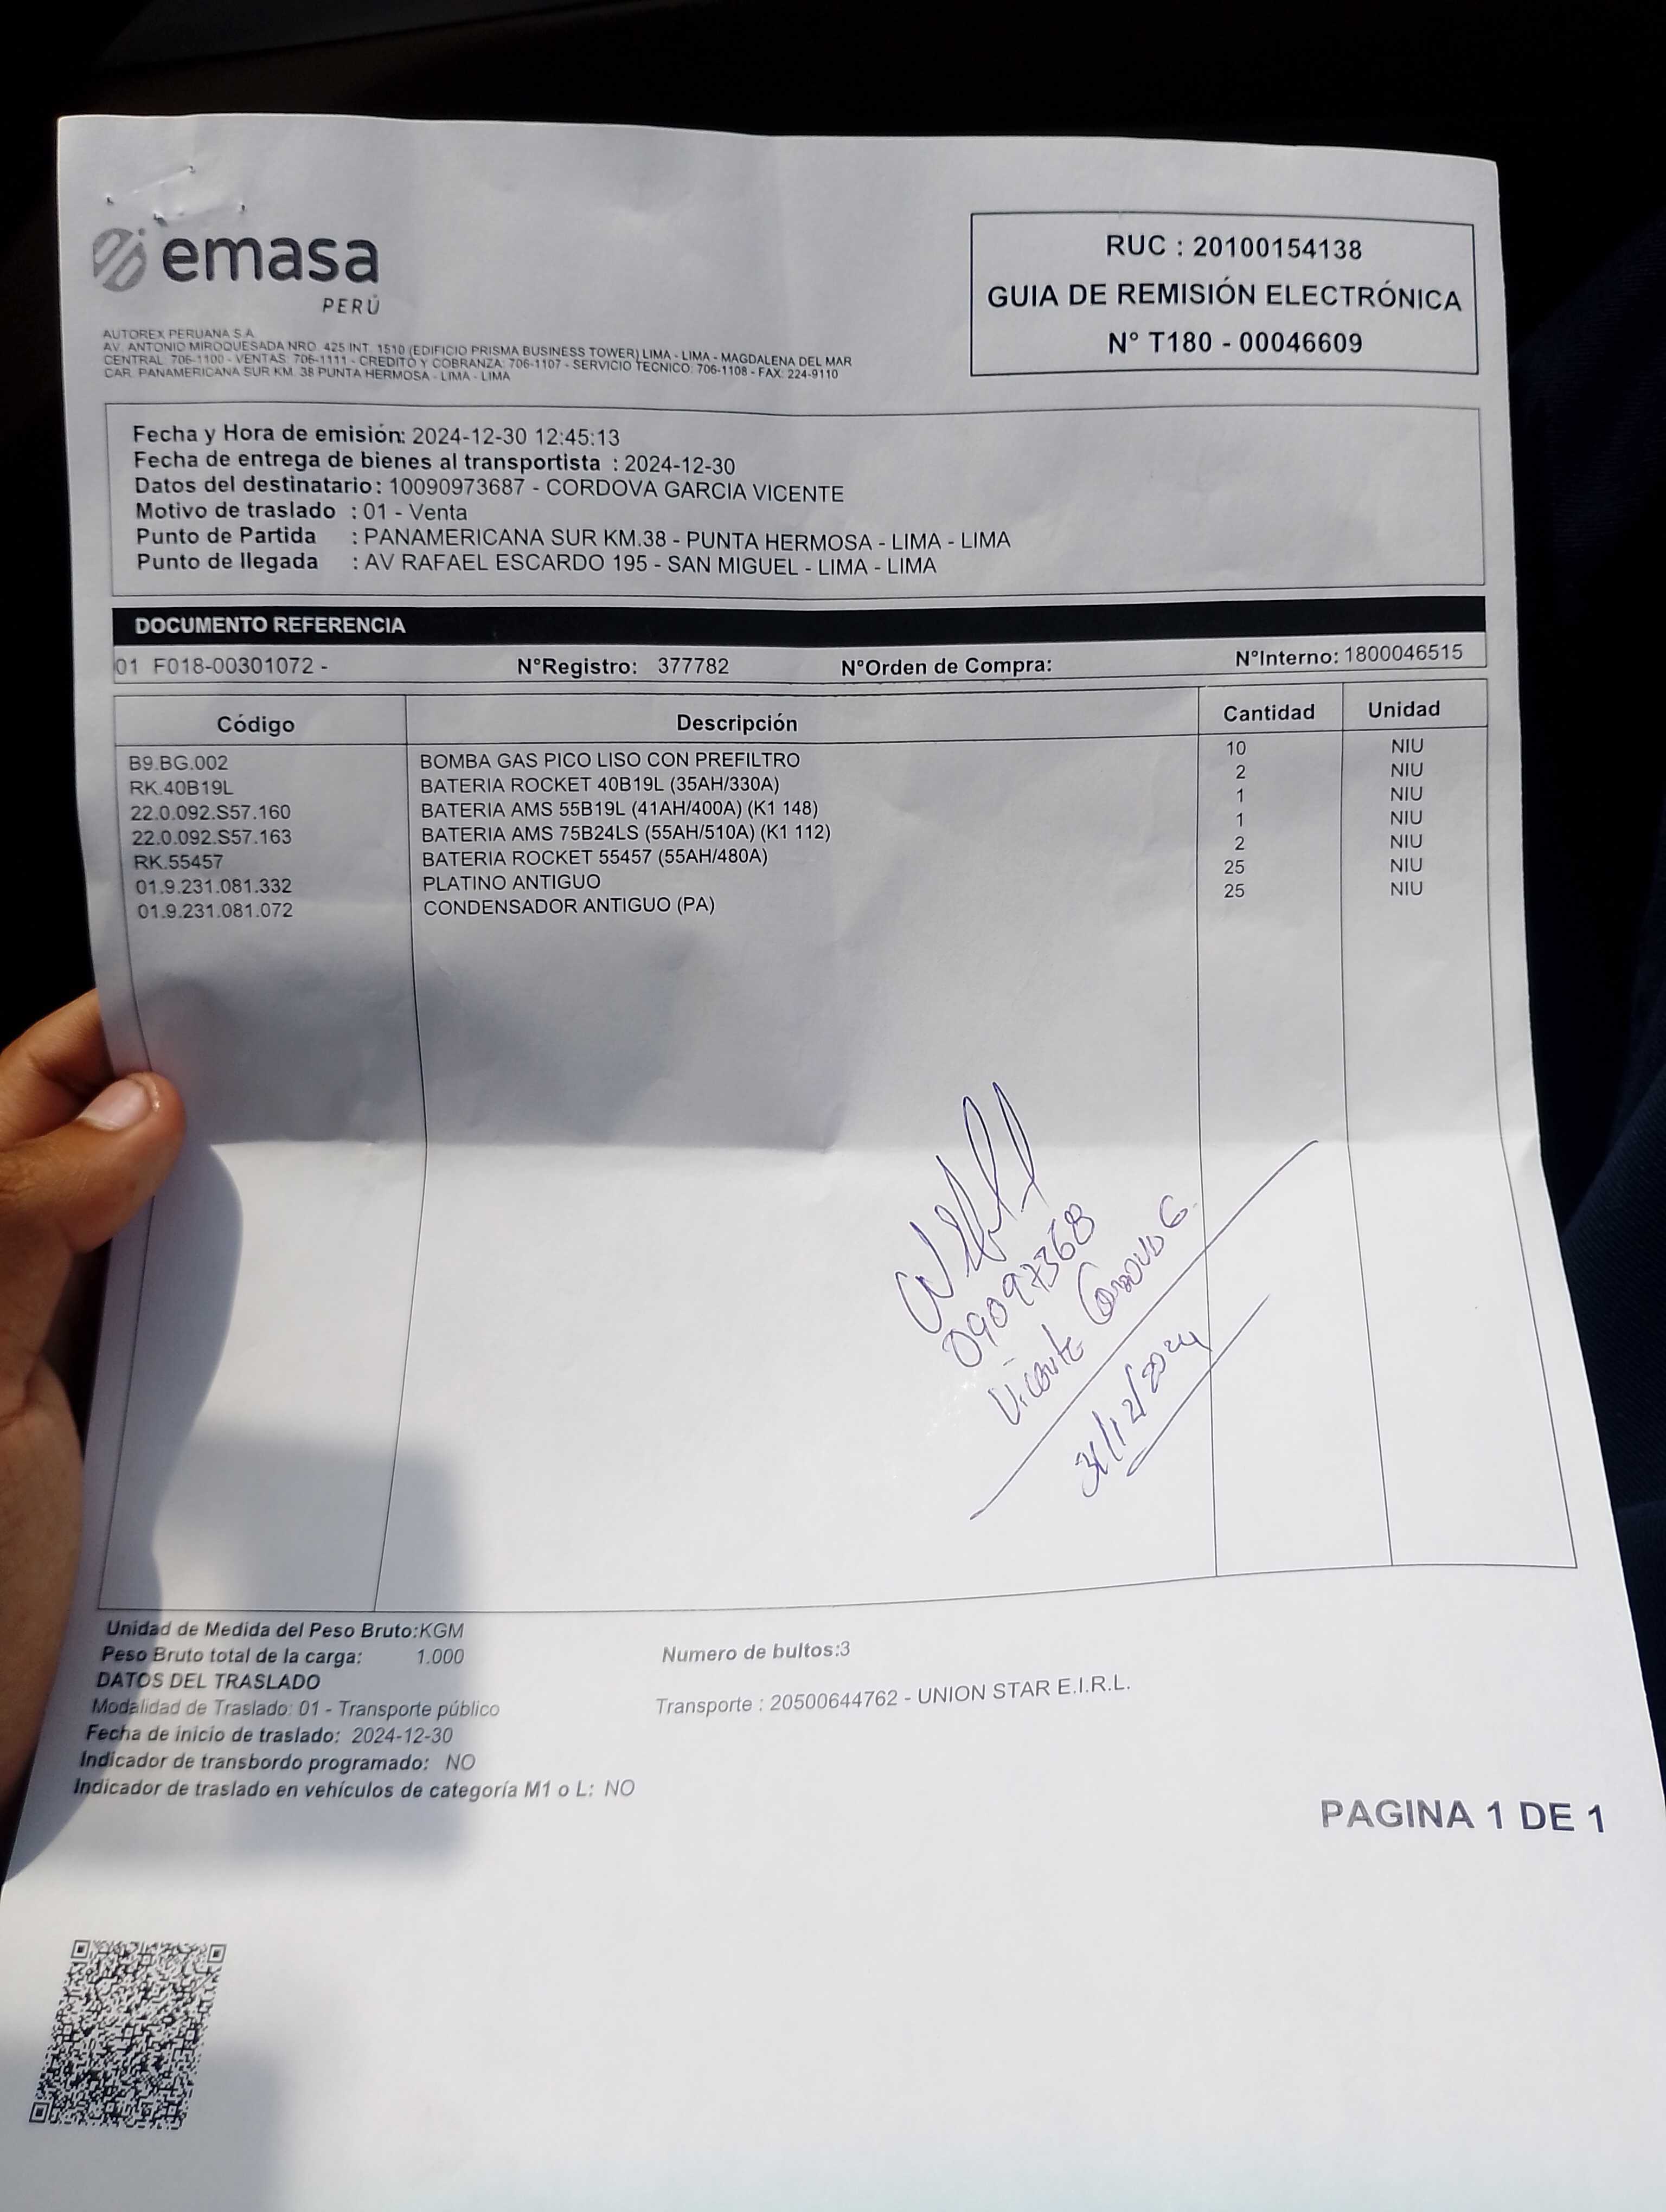 emasa
PERÚ
RUC : 20100154138
GUIA DE REMISIÓN ELECTRÓNICA
N° T180 - 00046609
AUTOREX PERUANA S.A.
AV. ANTONIO MIROQUESADA NRO. 425 INT. 1510 (EDIFICIO PRISMA BUSINESS TOWER) LIMA - LIMA - MAGDALENA DEL MAR
CENTRAL: 706-1100 - VENTAS: 706-1111 - CREDITO Y COBRANZA: 706-1107 - SERVICIO TECNICO: 706-1108 - FAX: 224-9110
CAR. PANAMERICANA SUR KM. 38 PUNTA HERMOSA - LIMA - LIMA
Fecha y Hora de emisión: 2024-12-30 12:45:13
Fecha de entrega de bienes al transportista : 2024-12-30
Datos del destinatario : 10090973687 - CORDOVA GARCIA VICENTE
Motivo de traslado : 01 - Venta
Punto de Partida : PANAMERICANA SUR KM.38 - PUNTA HERMOSA - LIMA - LIMA
Punto de llegada : AV RAFAEL ESCARDO 195 - SAN MIGUEL - LIMA - LIMA
DOCUMENTO REFERENCIA
01 F018-00301072 - N°Registro: 377782 N°Orden de Compra: N°Interno: 1800046515
Código Descripción Cantidad Unidad
B9.BG.002 BOMBA GAS PICO LISO CON PREFILTRO 10 NIU
RK.40B19L BATERIA ROCKET 40B19L (35AH/330A) 2 NIU
22.0.092.S57.160 BATERIA AMS 55B19L (41AH/400A) (K1 148) 1 NIU
22.0.092.S57.163 BATERIA AMS 75B24LS (55AH/510A) (K1 112) 1 NIU
RK.55457 BATERIA ROCKET 55457 (55AH/480A) 2 NIU
01.9.231.081.332 PLATINO ANTIGUO 25 NIU
01.9.231.081.072 CONDENSADOR ANTIGUO (PA) 25 NIU
09097368
Vicente Cordova G.
31/12/2024
Unidad de Medida del Peso Bruto:KGM
Peso Bruto total de la carga: 1.000 Numero de bultos:3
DATOS DEL TRASLADO
Modalidad de Traslado: 01 - Transporte público Transporte : 20500644762 - UNION STAR E.I.R.L.
Fecha de inicio de traslado: 2024-12-30
Indicador de transbordo programado: NO
Indicador de traslado en vehículos de categoría M1 o L: NO
PAGINA 1 DE 1